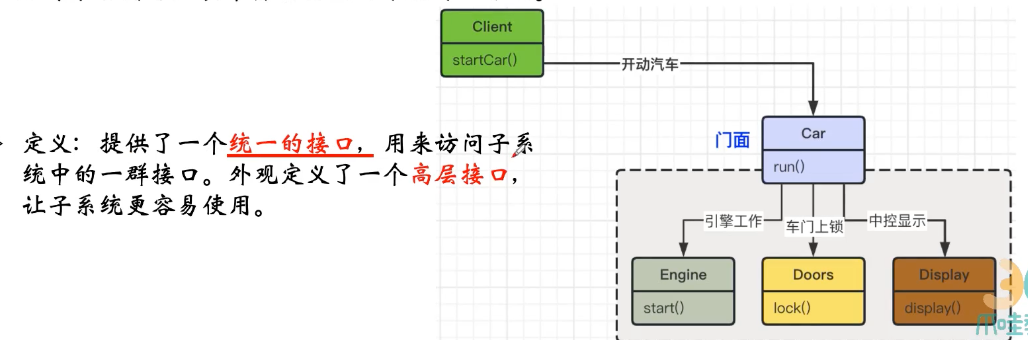 Client
startCar()
开动汽车
门面
Car
run()
定义：提供了一个统一的接口，用来访问子系
统中的一群接口。外观定义了一个高层接口，
让子系统更容易使用。
引擎工作
车门上锁
中控显示
Engine
start()
Doors
lock()
Display
display()